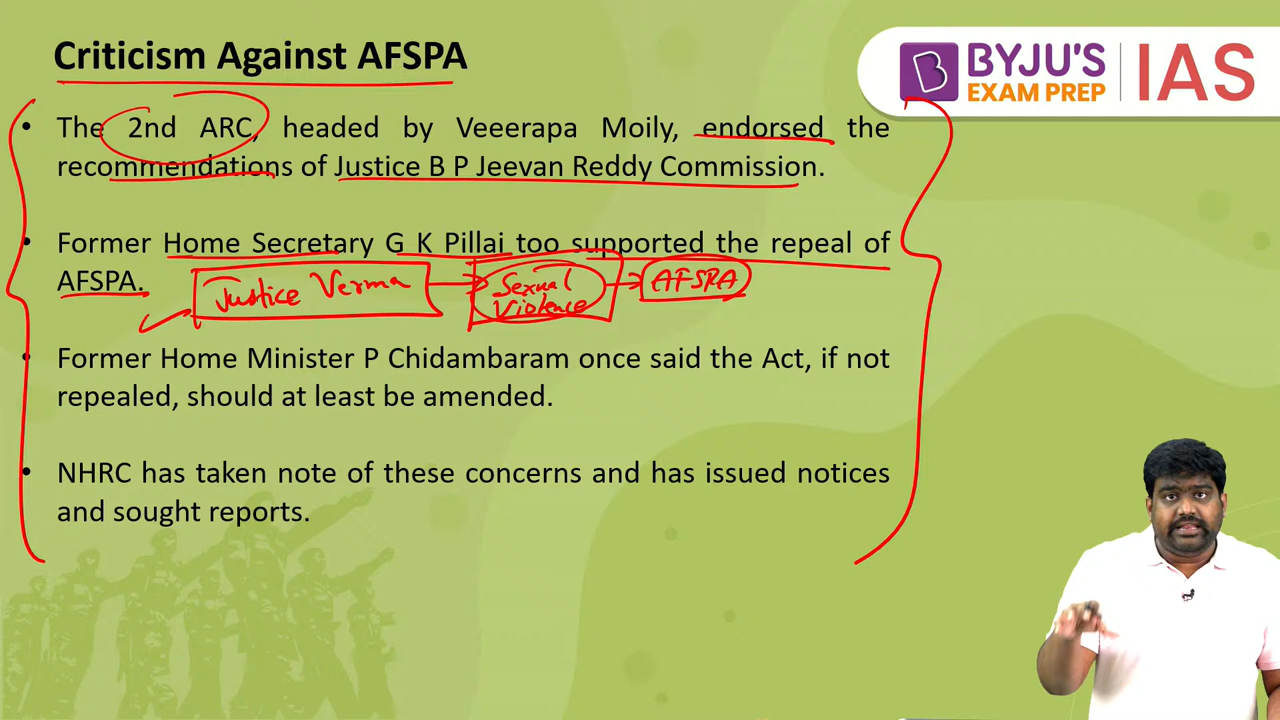 Criticism Against AFSPA
BYJU'S
EXAM PREP
IAS
• The 2nd ARC, headed by Veeerapa Moily, endorsed the
recommendations of Justice B P Jeevan Reddy Commission.
• Former Home Secretary G K Pillai too supported the repeal of
AFSPA.
Justice Verma
Sexual
Violence
AFSPA
• Former Home Minister P Chidambaram once said the Act, if not
repealed, should at least be amended.
• NHRC has taken note of these concerns and has issued notices
and sought reports.